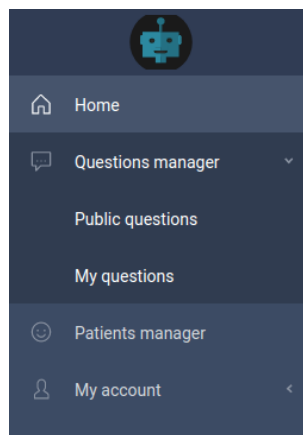 Home
Questions manager
Public questions
My questions
Patients manager
My account